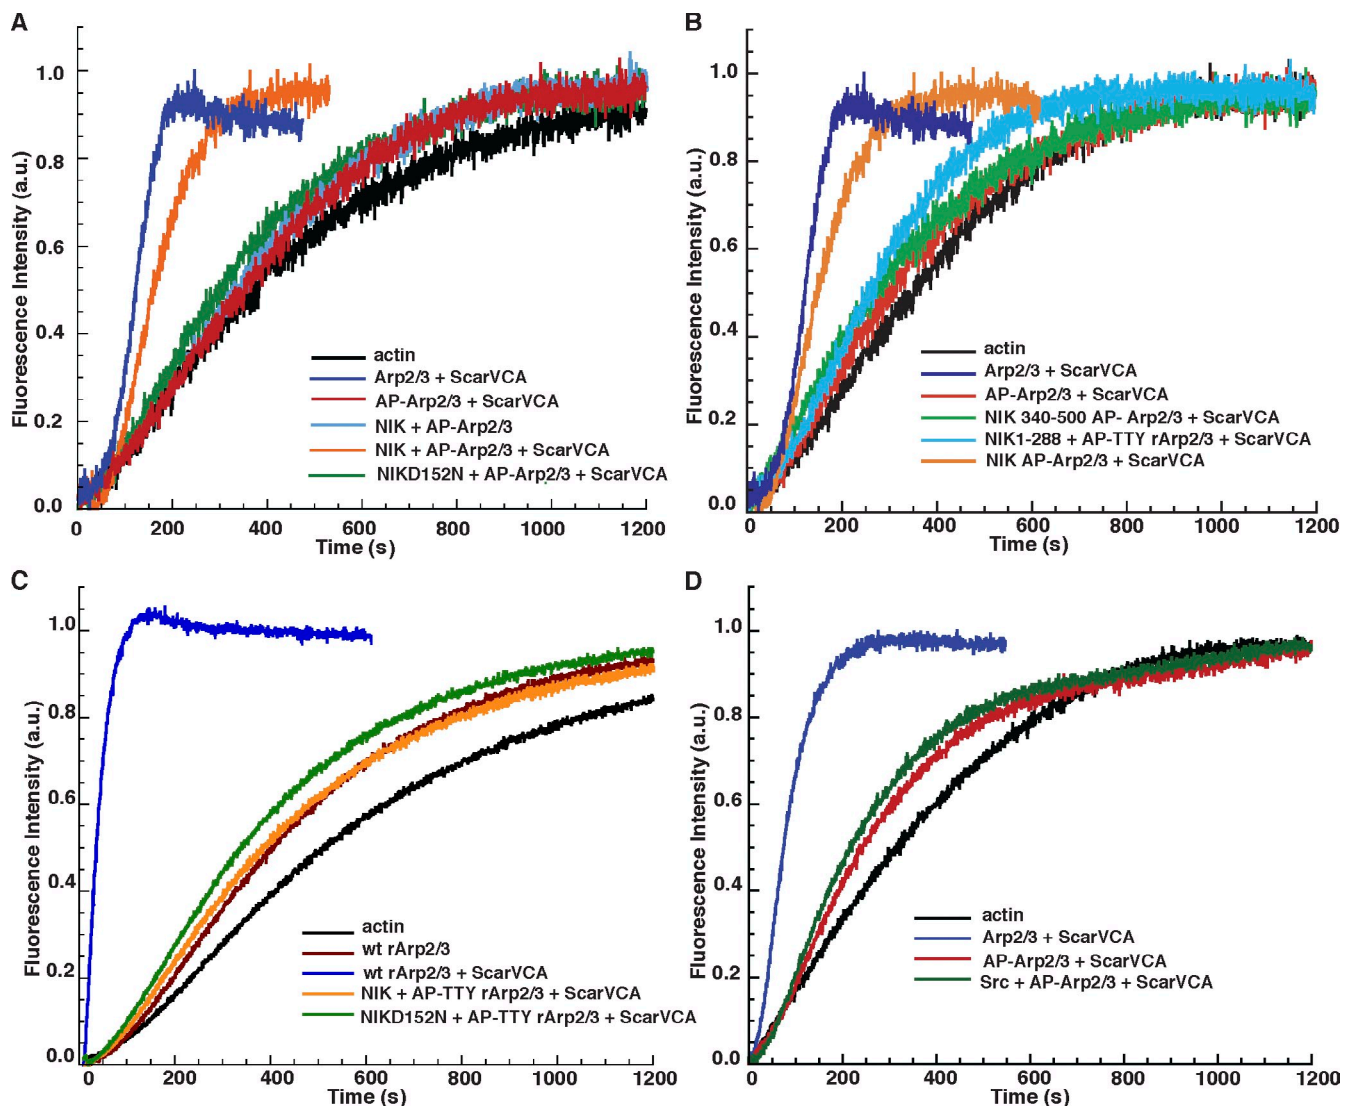 A
Fluorescence Intensity (a.u.)
1.0
0.8
0.6
0.4
0.2
0.0
actin
Arp2/3 + ScarVCA
AP-Arp2/3 + ScarVCA
NIK + AP-Arp2/3
NIK + AP-Arp2/3 + ScarVCA
NIKD152N + AP-Arp2/3 + ScarVCA
0 200 400 600 800 1000 1200
Time (s)
B
Fluorescence Intensity (a.u.)
1.0
0.8
0.6
0.4
0.2
0.0
actin
Arp2/3 + ScarVCA
AP-Arp2/3 + ScarVCA
NIK 340-500 AP- Arp2/3 + ScarVCA
NIK1-288 + AP-TTY rArp2/3 + ScarVCA
NIK AP-Arp2/3 + ScarVCA
0 200 400 600 800 1000 1200
Time (s)
C
Fluorescence Intensity (a.u.)
1.0
0.8
0.6
0.4
0.2
0.0
actin
wt rArp2/3
wt rArp2/3 + ScarVCA
NIK + AP-TTY rArp2/3 + ScarVCA
NIKD152N + AP-TTY rArp2/3 + ScarVCA
0 200 400 600 800 1000 1200
Time (s)
D
Fluorescence Intensity (a.u.)
1.0
0.8
0.6
0.4
0.2
0.0
actin
Arp2/3 + ScarVCA
AP-Arp2/3 + ScarVCA
Src + AP-Arp2/3 + ScarVCA
0 200 400 600 800 1000 1200
Time (s)